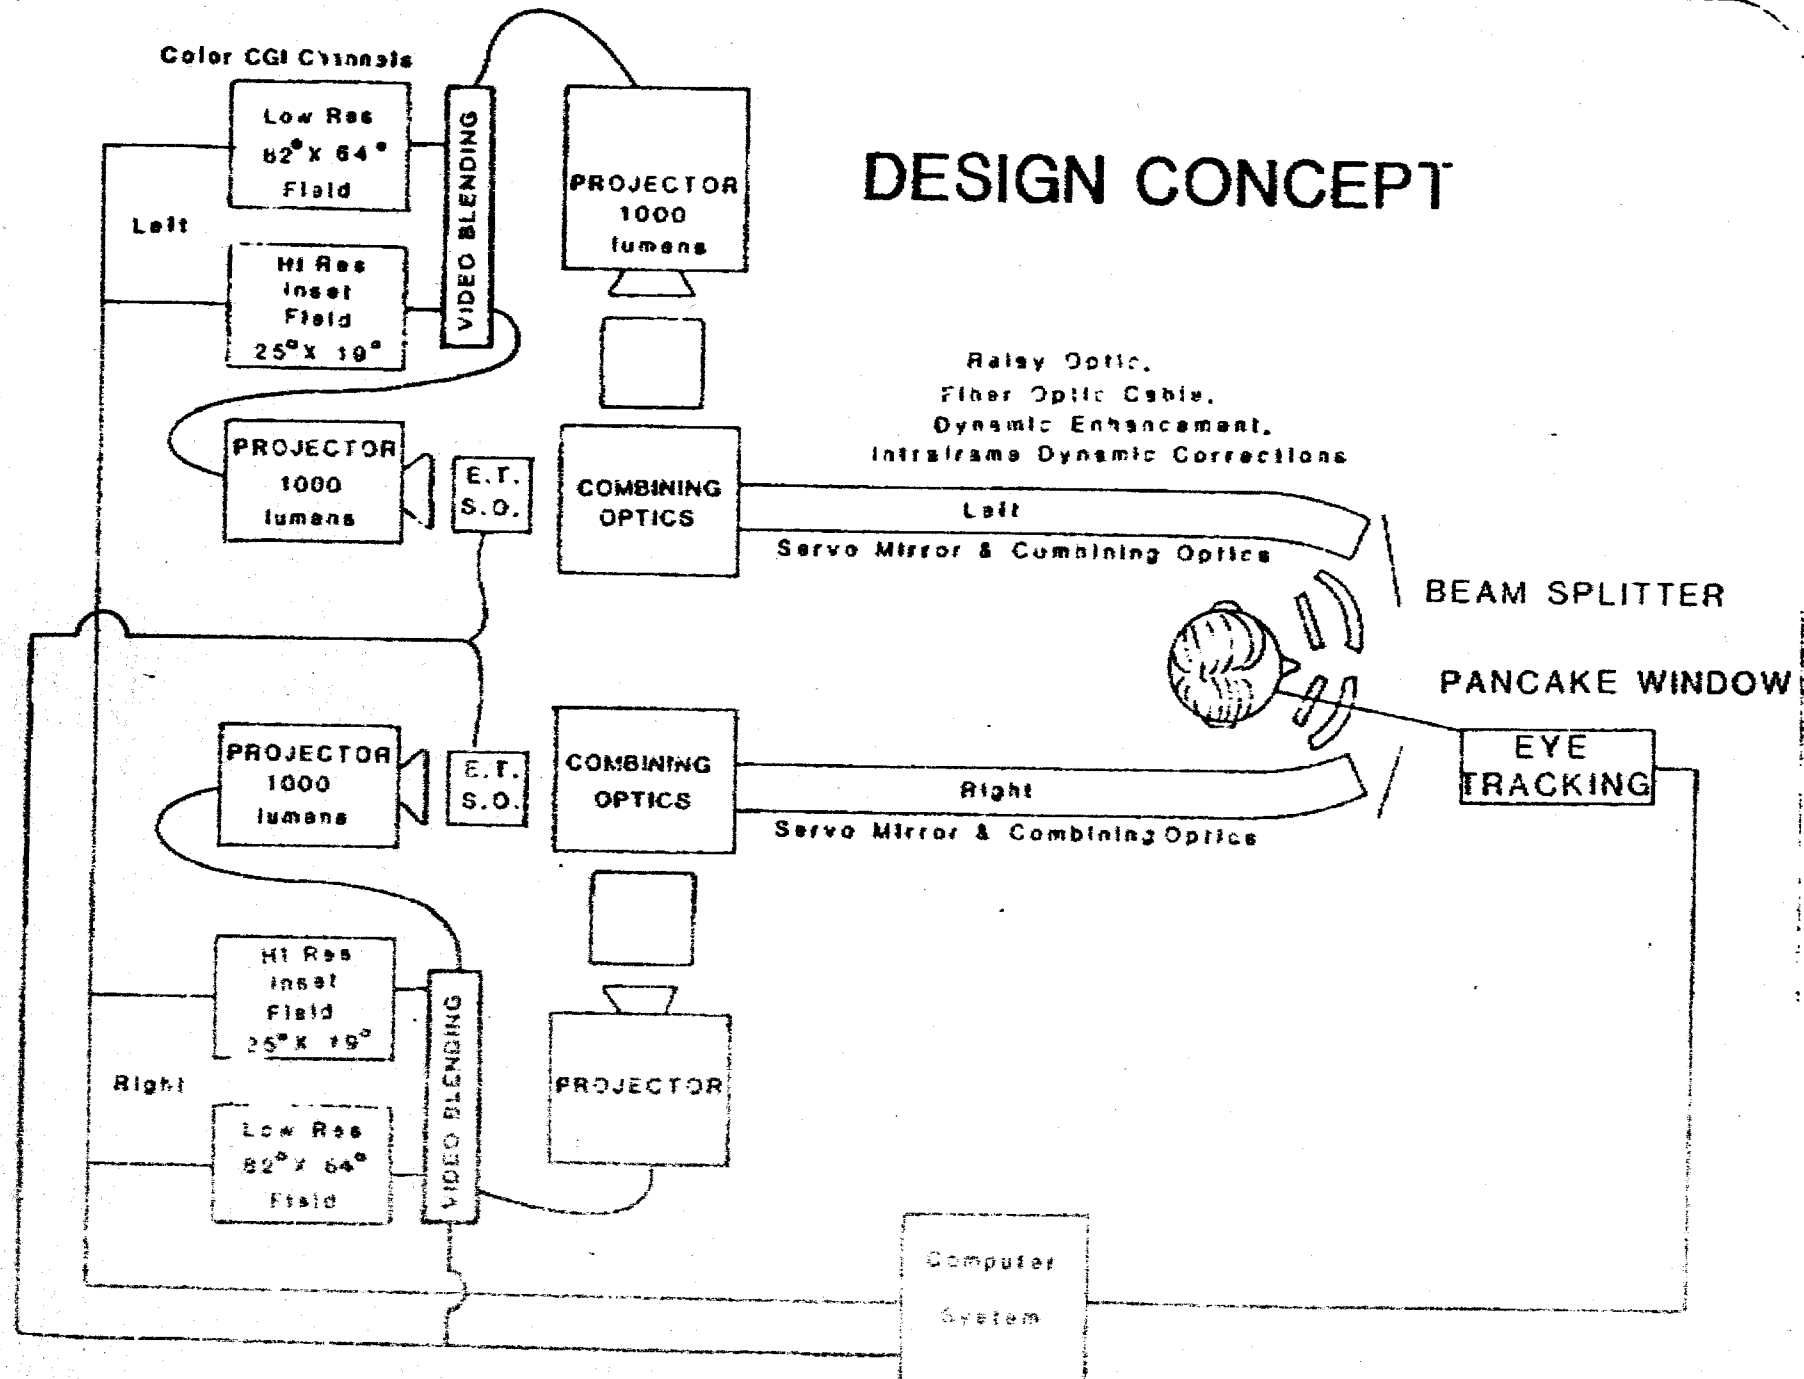 Color CGI Channels
Low Res
82° X 64°
Field
Left
Hi Res
Inset
Field
25° X 19°
VIDEO BLENDING
PROJECTOR
1000
lumens
DESIGN CONCEPT
PROJECTOR
1000
lumens
E.T.
S.O.
COMBINING
OPTICS
Ralay Optic.
Fiber Optic Cable.
Dynamic Enhancement.
Intraframe Dynamic Corrections
Left
Servo Mirror & Combining Optics
BEAM SPLITTER
PANCAKE WINDOW
EYE
TRACKING
PROJECTOR
1000
lumens
E.T.
S.O.
COMBINING
OPTICS
Right
Servo Mirror & Combining Optics
Hi Res
Inset
Field
25° X 19°
Right
Low Res
82° X 64°
Field
VIDEO BLENDING
PROJECTOR
Computer
System